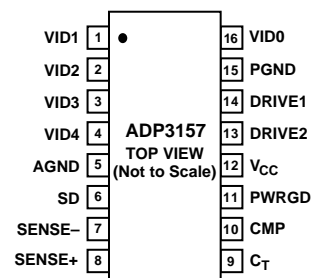 VID1 1 16 VID0
VID2 2 15 PGND
VID3 3 14 DRIVE1
VID4 4 ADP3157 13 DRIVE2
AGND 5 TOP VIEW 12 VCC
SD 6 (Not to Scale) 11 PWRGD
SENSE– 7 10 CMP
SENSE+ 8 9 CT